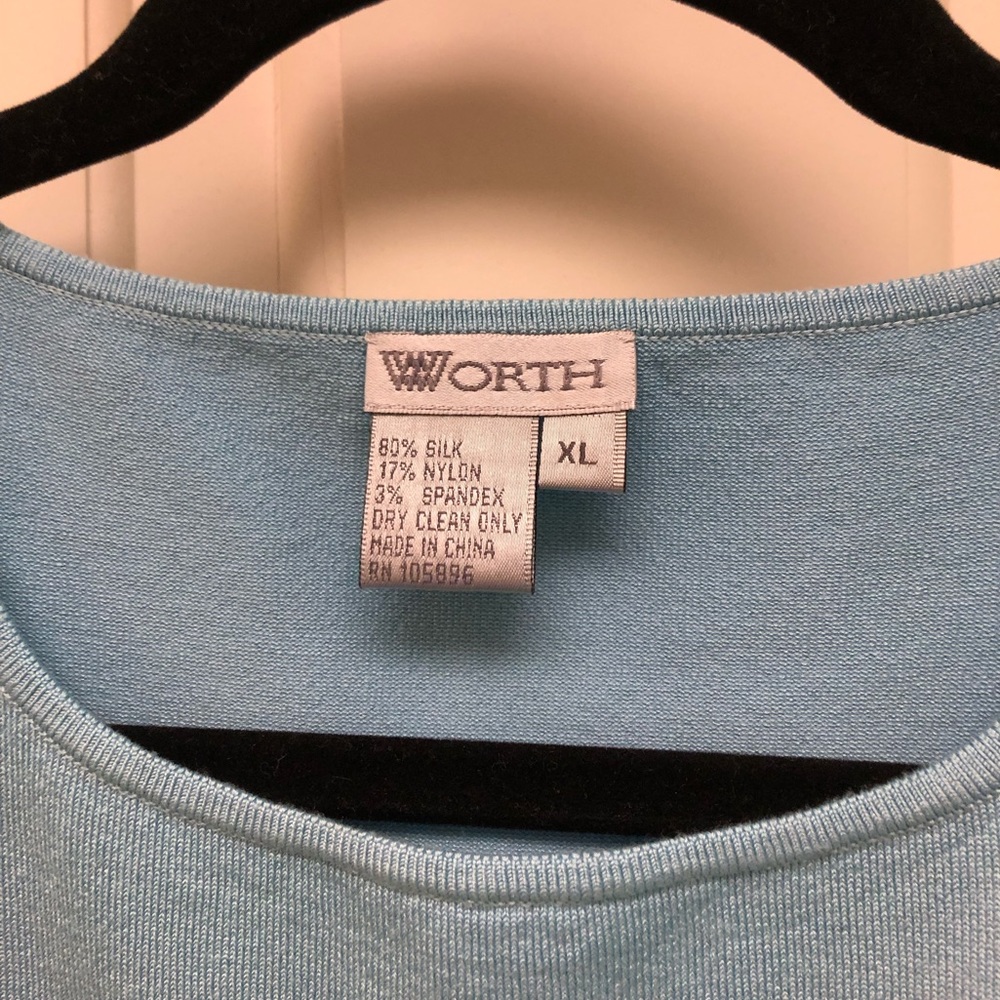 WORTH
XL
80% SILK
17% NYLON
3% SPANDEX
DRY CLEAN ONLY
MADE IN CHINA
RN 105896